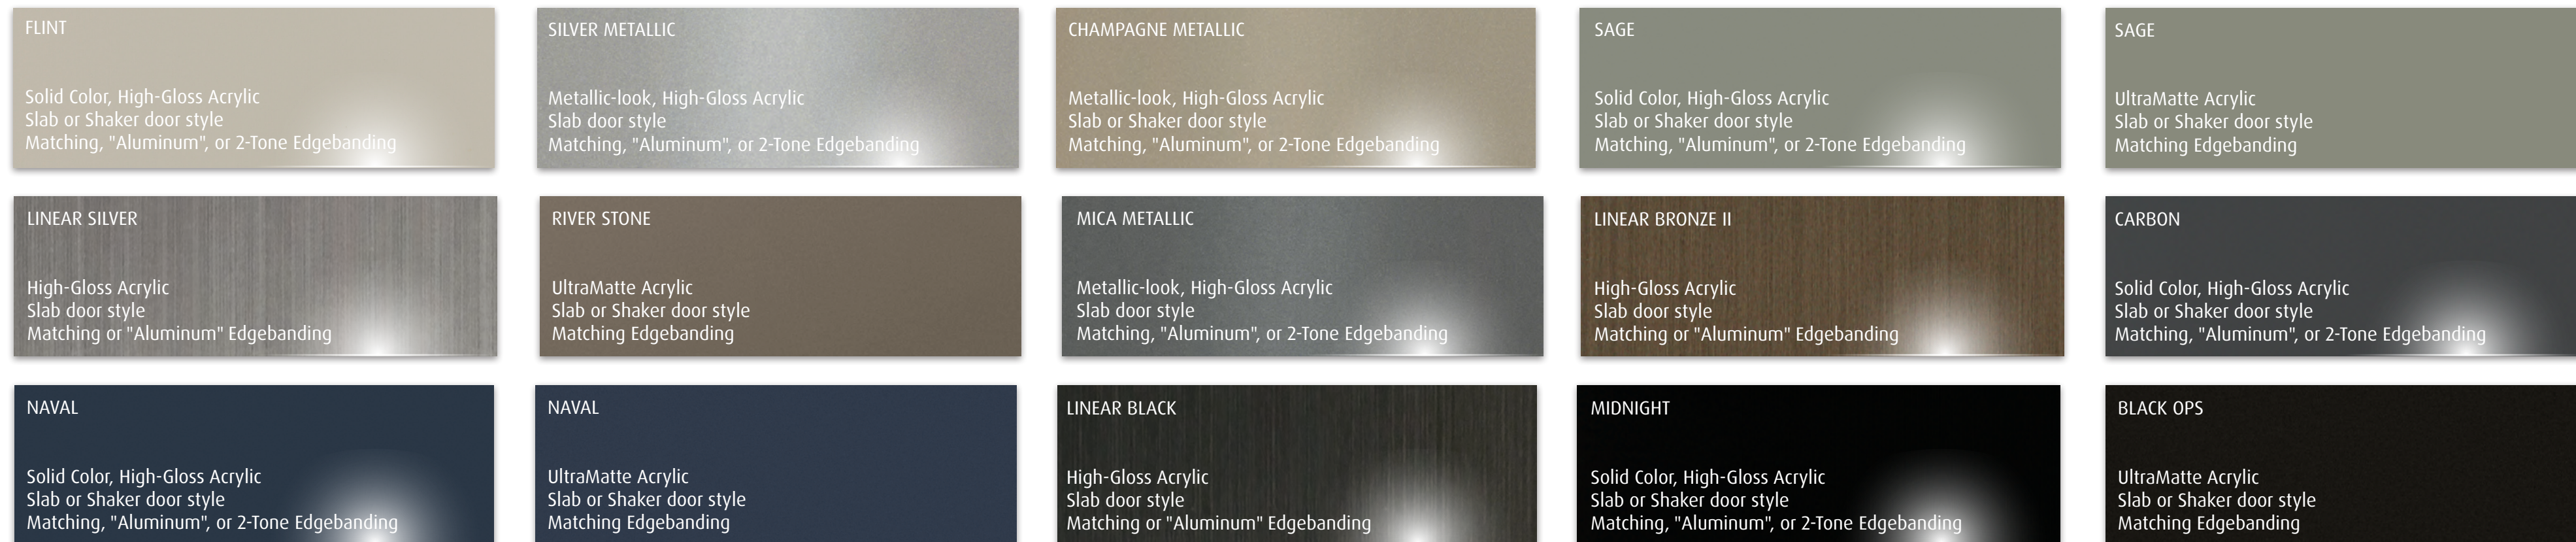 FLINT
Solid Color, High-Gloss Acrylic
Slab or Shaker door style
Matching, "Aluminum", or 2-Tone Edgebanding
SILVER METALLIC
Metallic-look, High-Gloss Acrylic
Slab door style
Matching, "Aluminum", or 2-Tone Edgebanding
CHAMPAGNE METALLIC
Metallic-look, High-Gloss Acrylic
Slab or Shaker door style
Matching, "Aluminum", or 2-Tone Edgebanding
SAGE
Solid Color, High-Gloss Acrylic
Slab or Shaker door style
Matching, "Aluminum", or 2-Tone Edgebanding
SAGE
UltraMatte Acrylic
Slab or Shaker door style
Matching Edgebanding
LINEAR SILVER
High-Gloss Acrylic
Slab door style
Matching or "Aluminum" Edgebanding
RIVER STONE
UltraMatte Acrylic
Slab or Shaker door style
Matching Edgebanding
MICA METALLIC
Metallic-look, High-Gloss Acrylic
Slab door style
Matching, "Aluminum", or 2-Tone Edgebanding
LINEAR BRONZE II
High-Gloss Acrylic
Slab door style
Matching or "Aluminum" Edgebanding
CARBON
Solid Color, High-Gloss Acrylic
Slab or Shaker door style
Matching, "Aluminum", or 2-Tone Edgebanding
NAVAL
Solid Color, High-Gloss Acrylic
Slab or Shaker door style
Matching, "Aluminum", or 2-Tone Edgebanding
NAVAL
UltraMatte Acrylic
Slab or Shaker door style
Matching Edgebanding
LINEAR BLACK
High-Gloss Acrylic
Slab door style
Matching or "Aluminum" Edgebanding
MIDNIGHT
Solid Color, High-Gloss Acrylic
Slab or Shaker door style
Matching, "Aluminum", or 2-Tone Edgebanding
BLACK OPS
UltraMatte Acrylic
Slab or Shaker door style
Matching Edgebanding